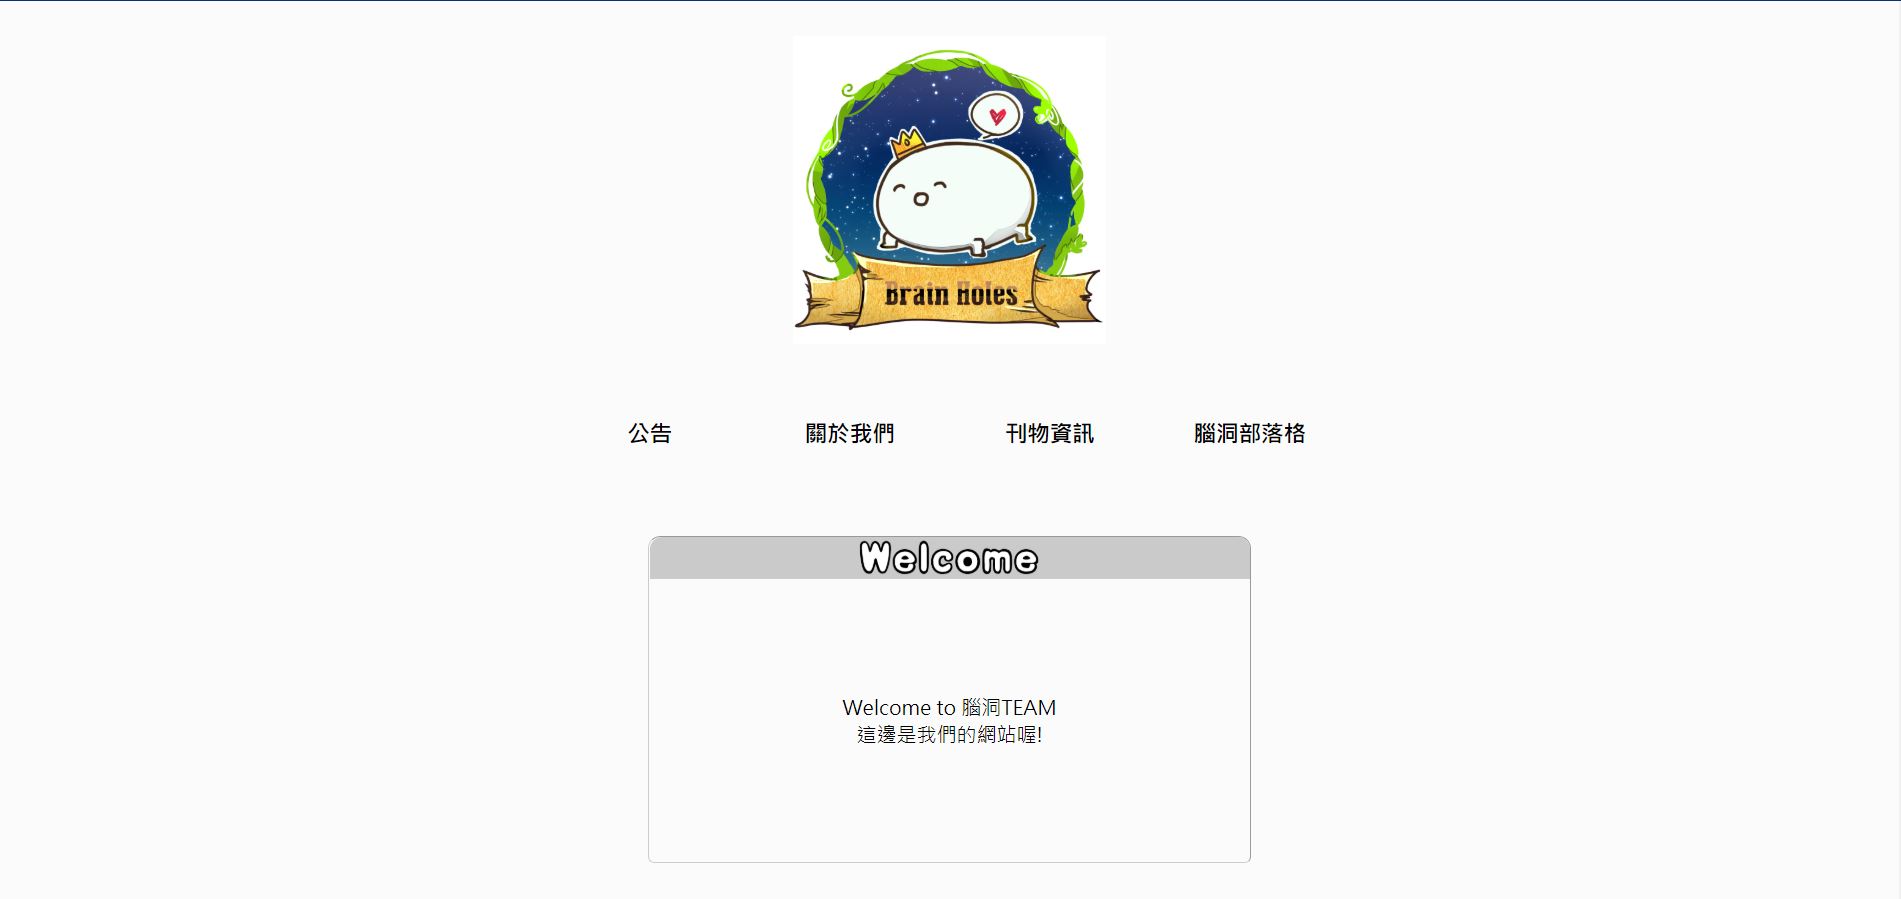 Brain Holes
公告 關於我們 刊物資訊 腦洞部落格
Welcome
Welcome to 腦洞TEAM
這邊是我們的網站喔!